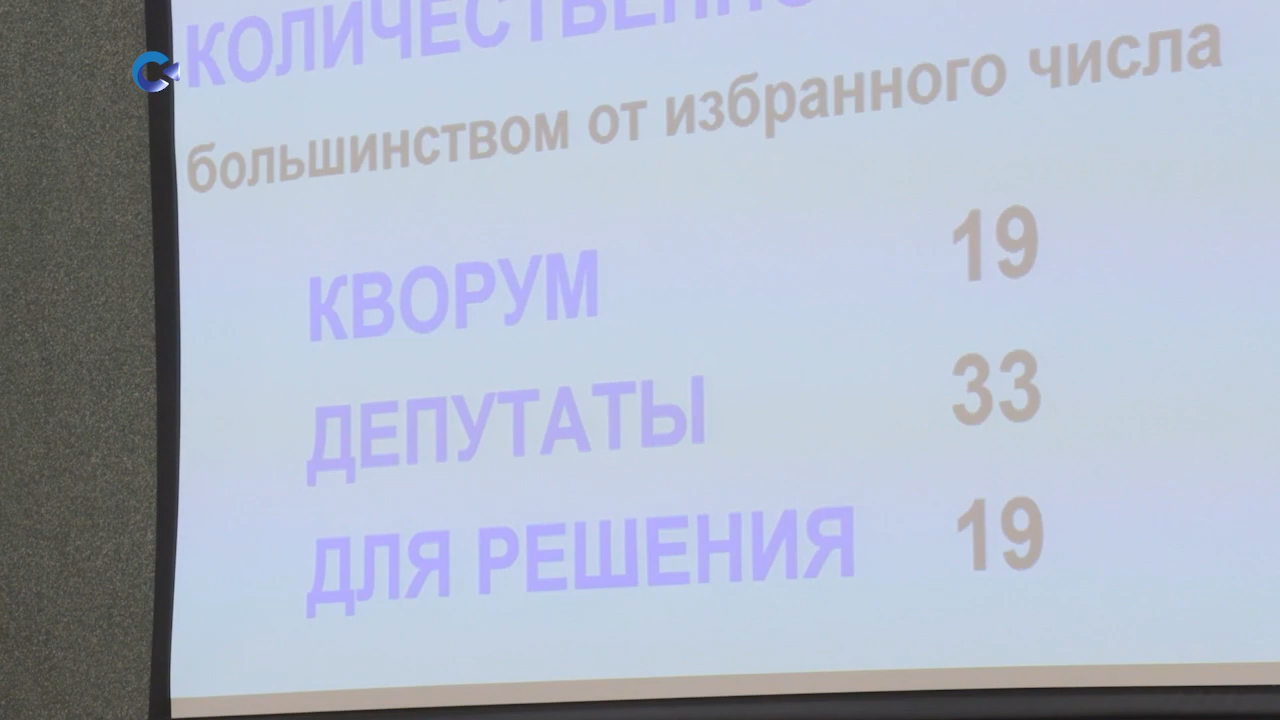 большинством от избранного числа
КВОРУМ 19
ДЕПУТАТЫ 33
ДЛЯ РЕШЕНИЯ 19